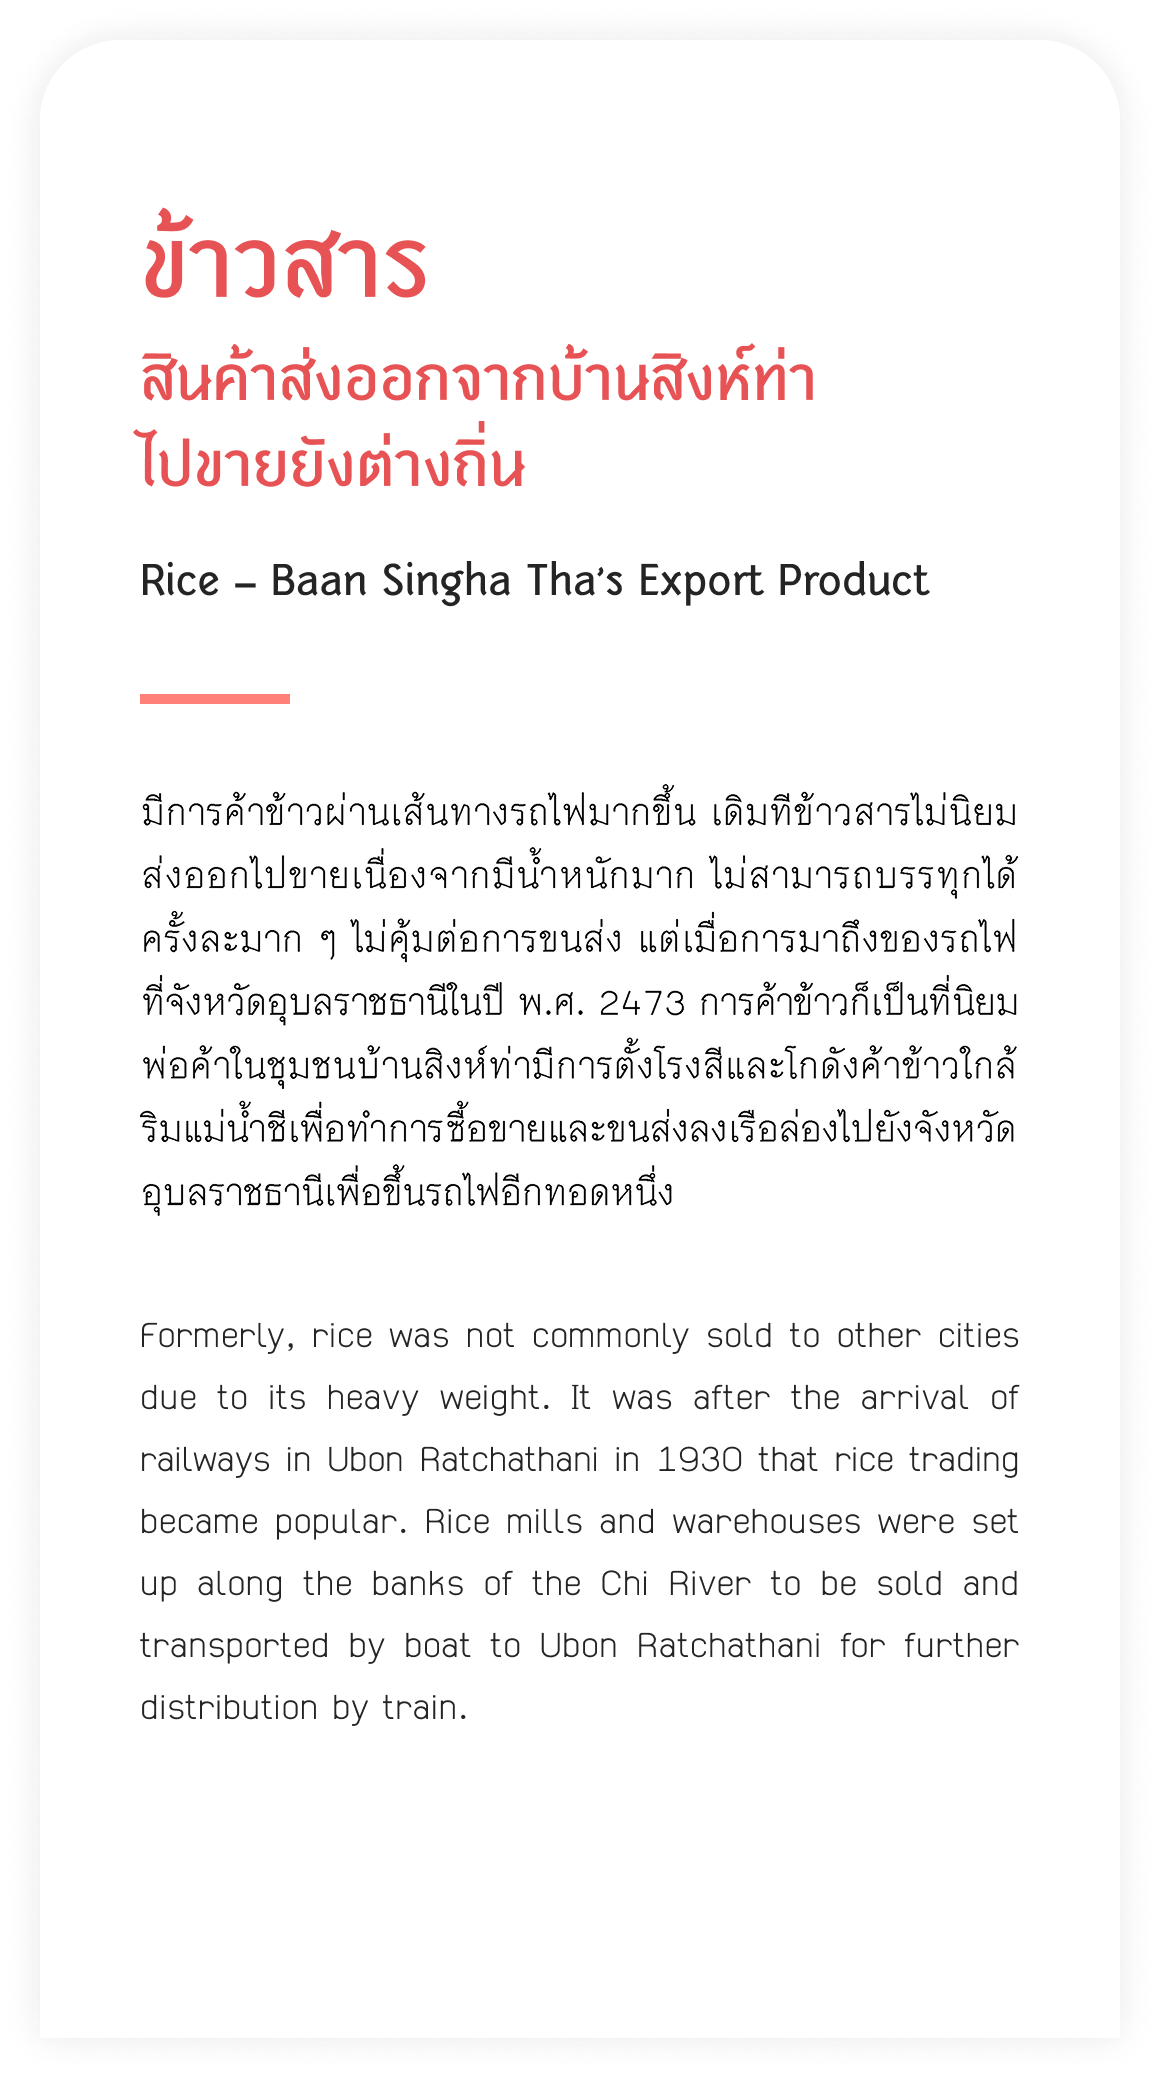 ข้าวสาร
สินค้าส่งออกจากบ้านสิงห์ท่า
ไปขายยังต่างถิ่น
Rice – Baan Singha Tha's Export Product
มีการค้าข้าวผ่านเส้นทางรถไฟมากขึ้น เดิมทีข้าวสารไม่นิยม
ส่งออกไปขายเนื่องจากมีน้ำหนักมาก ไม่สามารถบรรทุกได้
ครั้งละมาก ๆ ไม่คุ้มต่อการขนส่ง แต่เมื่อการมาถึงของรถไฟ
ที่จังหวัดอุบลราชธานีในปี พ.ศ. 2473 การค้าข้าวก็เป็นที่นิยม
พ่อค้าในชุมชนบ้านสิงห์ท่ามีการตั้งโรงสีและโกดังค้าข้าวใกล้
ริมแม่น้ำชีเพื่อทำการซื้อขายและขนส่งลงเรือล่องไปยังจังหวัด
อุบลราชธานีเพื่อขึ้นรถไฟอีกทอดหนึ่ง
Formerly, rice was not commonly sold to other cities
due to its heavy weight. It was after the arrival of
railways in Ubon Ratchathani in 1930 that rice trading
became popular. Rice mills and warehouses were set
up along the banks of the Chi River to be sold and
transported by boat to Ubon Ratchathani for further
distribution by train.